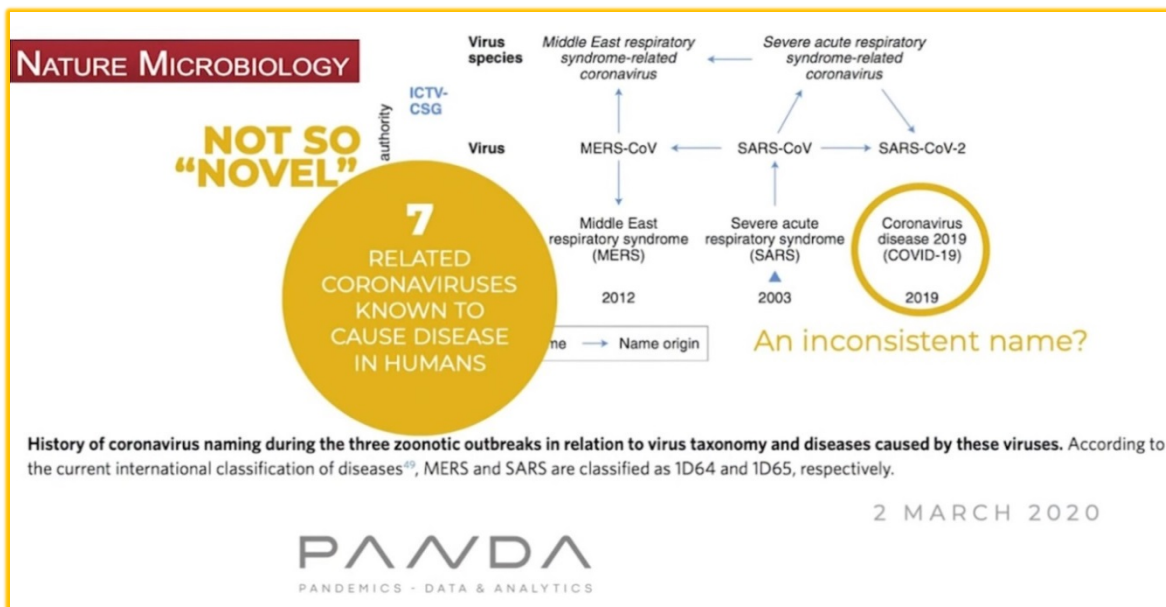 NATURE MICROBIOLOGY
NOT SO
“NOVEL”
Virus
species
Middle East respiratory
syndrome-related
coronavirus
Severe acute respiratory
syndrome-related
coronavirus
ICTV-
CSG
authority
Virus
MERS-CoV
SARS-CoV
SARS-CoV-2
7
RELATED
CORONAVIRUSES
KNOWN TO
CAUSE DISEASE
IN HUMANS
Middle East
respiratory syndrome
(MERS)
Severe acute
respiratory syndrome
(SARS)
Coronavirus
disease 2019
(COVID-19)
2012
2003
2019
Name origin
An inconsistent name?
History of coronavirus naming during the three zoonotic outbreaks in relation to virus taxonomy and diseases caused by these viruses. According to
the current international classification of diseases49, MERS and SARS are classified as 1D64 and 1D65, respectively.
2 MARCH 2020
PANDA
PANDEMICS - DATA & ANALYTICS